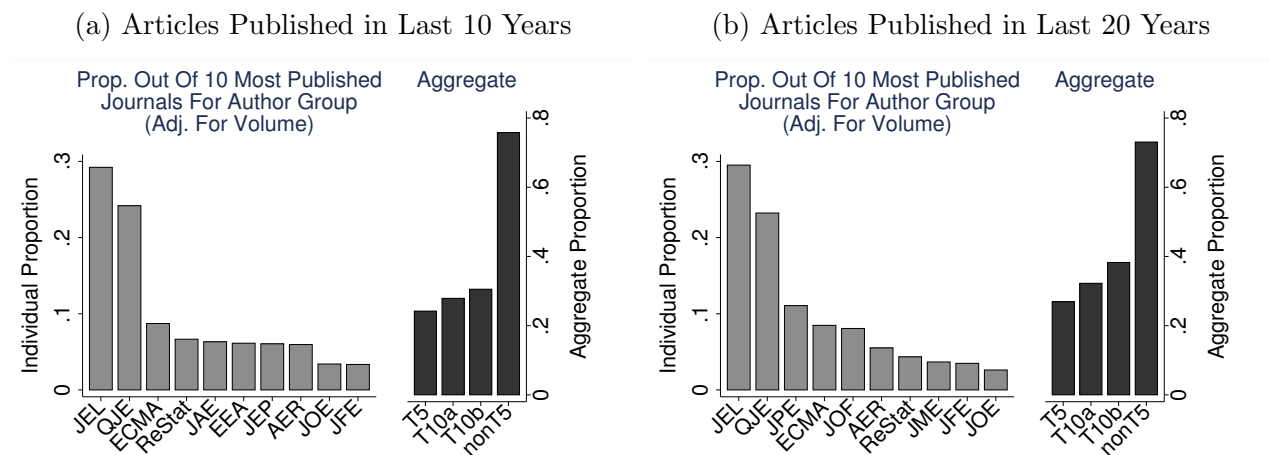 (a) Articles Published in Last 10 Years
Prop. Out Of 10 Most Published
Journals For Author Group
(Adj. For Volume)
Aggregate
Individual Proportion
0
.1
.2
.3
JEL
QJE
ECMA
ReStat
JAE
EEA
JEP
AER
JOE
JFE
T5
T10a
T10b
nonT5
0
.2
.4
.6
.8
Aggregate Proportion
(b) Articles Published in Last 20 Years
Prop. Out Of 10 Most Published
Journals For Author Group
(Adj. For Volume)
Aggregate
Individual Proportion
0
.1
.2
.3
JEL
QJE
JPE
ECMA
JOF
AER
ReStat
JME
JFE
JOE
T5
T10a
T10b
nonT5
0
.2
.4
.6
.8
Aggregate Proportion